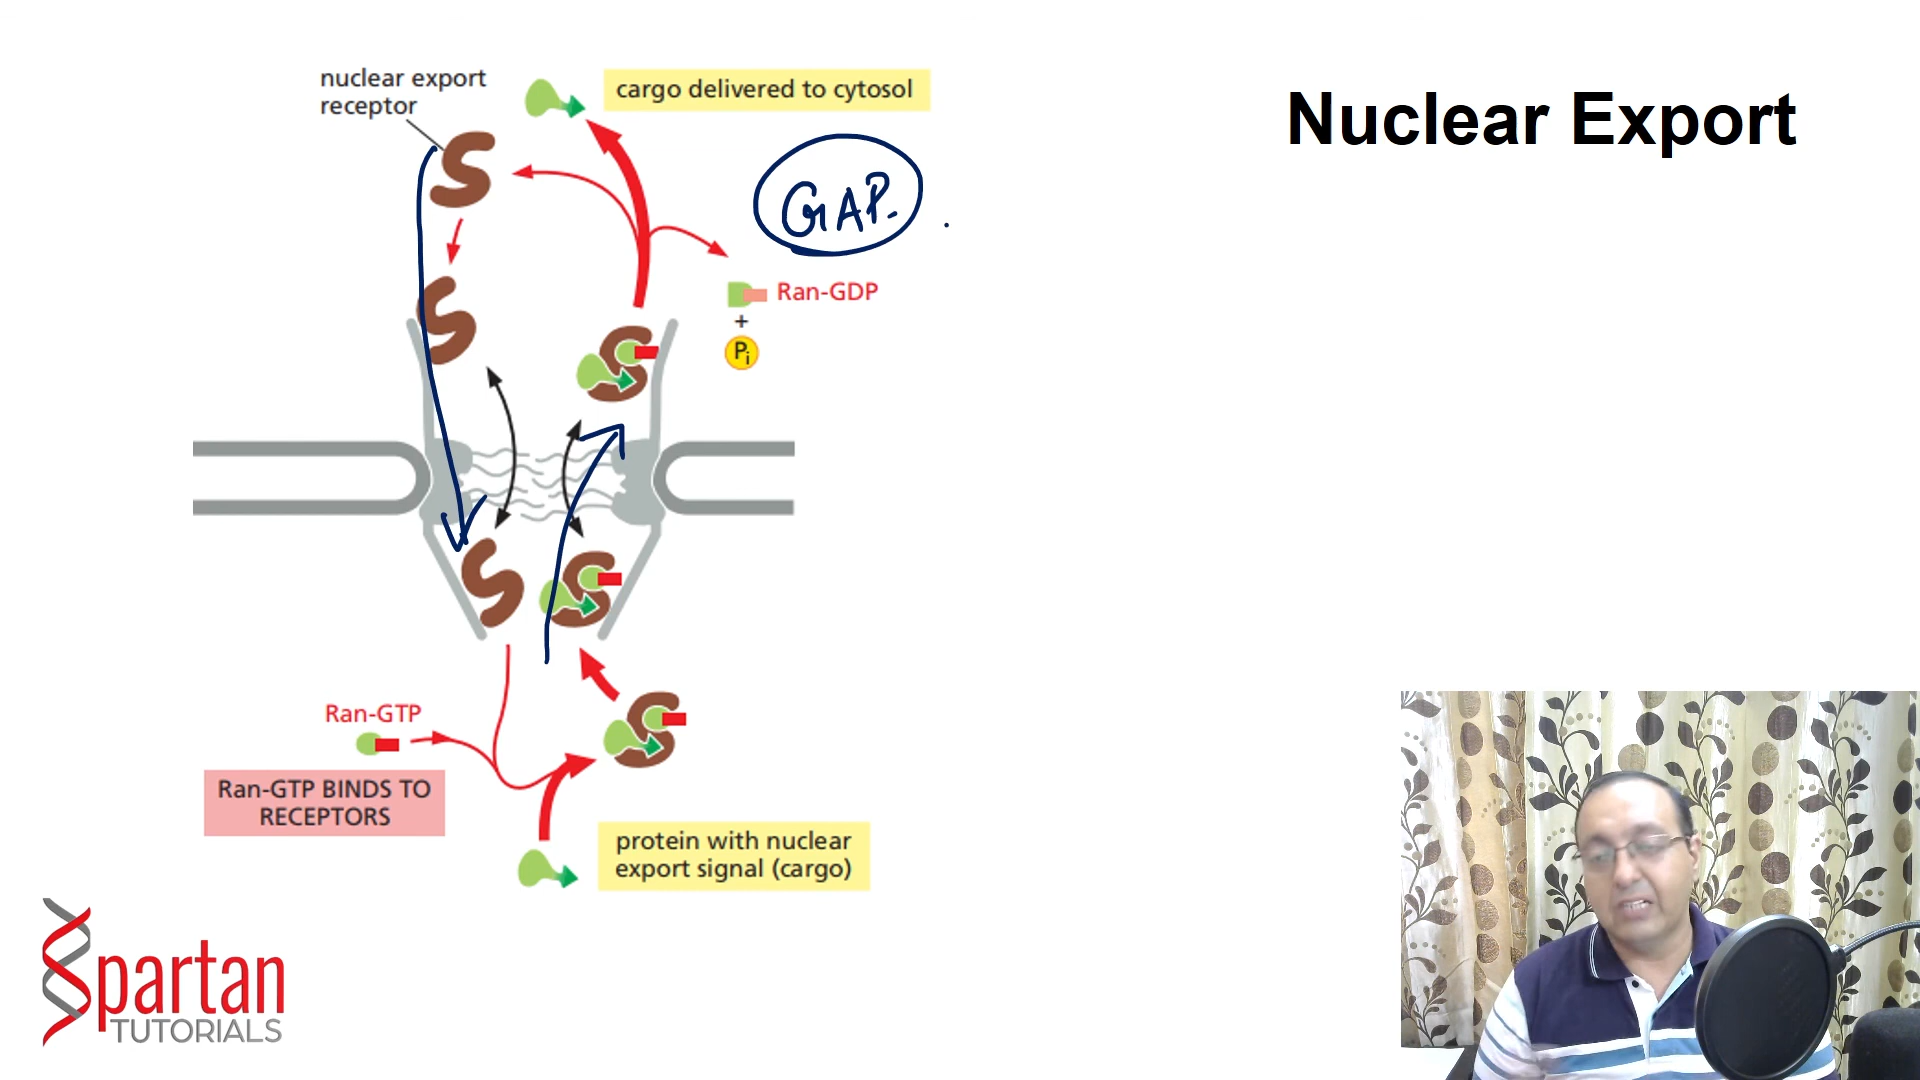 Nuclear Export
nuclear export
receptor
cargo delivered to cytosol
GAP.
Ran-GDP
+
Pi
Ran-GTP
Ran-GTP BINDS TO
RECEPTORS
protein with nuclear
export signal (cargo)
Spartan
TUTORIALS